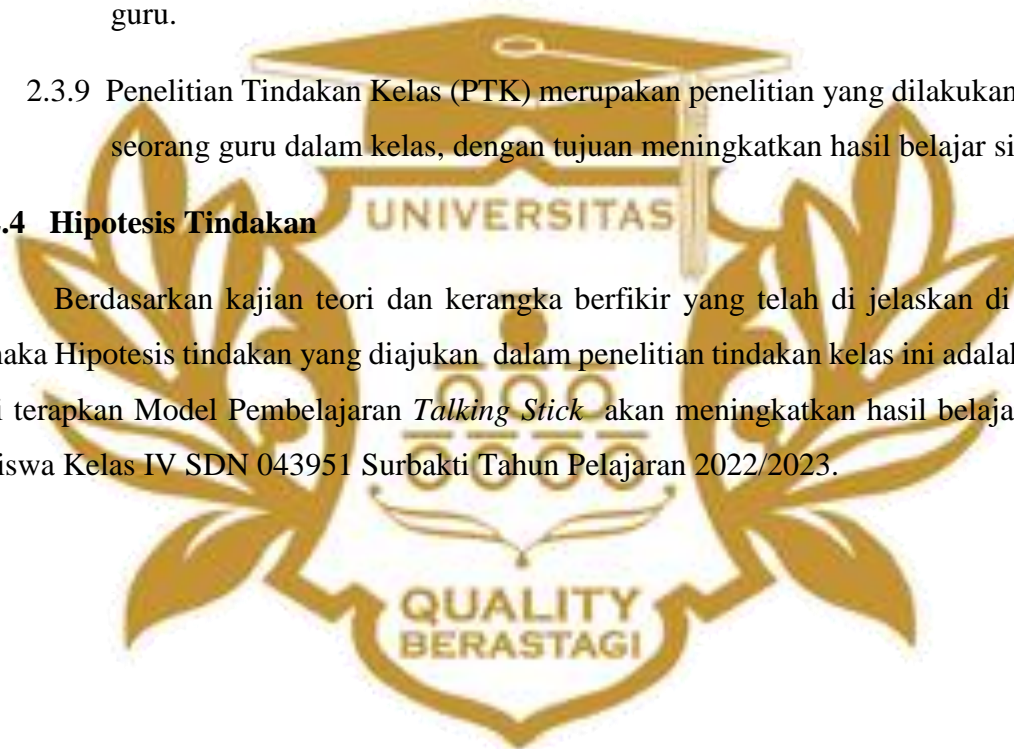 guru.
2.3.9 Penelitian Tindakan Kelas (PTK) merupakan penelitian yang dilakukan
seorang guru dalam kelas, dengan tujuan meningkatkan hasil belajar si
UNIVERSITAS
.4 Hipotesis Tindakan
Berdasarkan kajian teori dan kerangka berfikir yang telah di jelaskan di
naka Hipotesis tindakan yang diajukan dalam penelitian tindakan kelas ini adalah
i terapkan Model Pembelajaran Talking Stick akan meningkatkan hasil belaja
iswa Kelas IV SDN 043951 Surbakti Tahun Pelajaran 2022/2023.
QUALITY
BERASTAGI